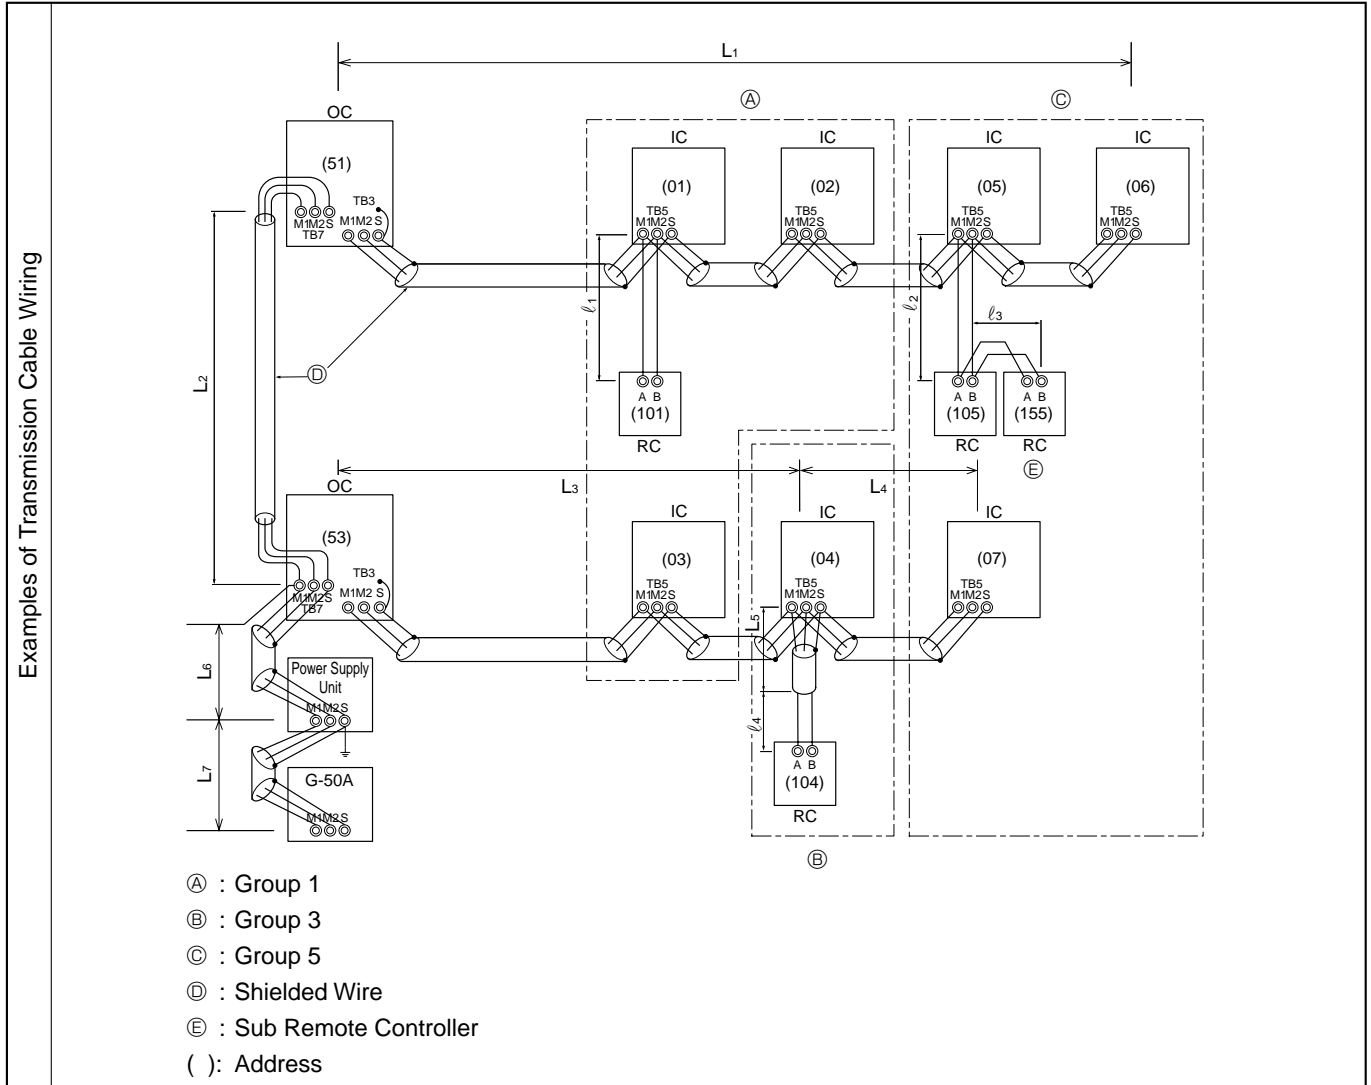 Examples of Transmission Cable Wiring
L1
Ⓐ
Ⓒ
OC
IC
IC
IC
IC
(51)
(01)
(02)
(05)
(06)
TB3
TB5
TB5
TB5
TB5
M1M2S
M1M2 S
M1M2S
M1M2S
M1M2S
M1M2S
TB7
ℓ1
ℓ2
ℓ3
L2
Ⓓ
A B
A B
A B
(101)
(105)
(155)
RC
RC
RC
Ⓔ
L3
L4
OC
IC
IC
IC
(53)
(03)
(04)
(07)
TB3
TB5
TB5
TB5
M1M2S
M1M2 S
M1M2S
M1M2S
M1M2S
TB7
L5
L6
Power Supply
Unit
M1M2S
ℓ4
L7
G-50A
M1M2S
A B
(104)
RC
Ⓑ
Ⓐ : Group 1
Ⓑ : Group 3
Ⓒ : Group 5
Ⓓ : Shielded Wire
Ⓔ : Sub Remote Controller
( ): Address